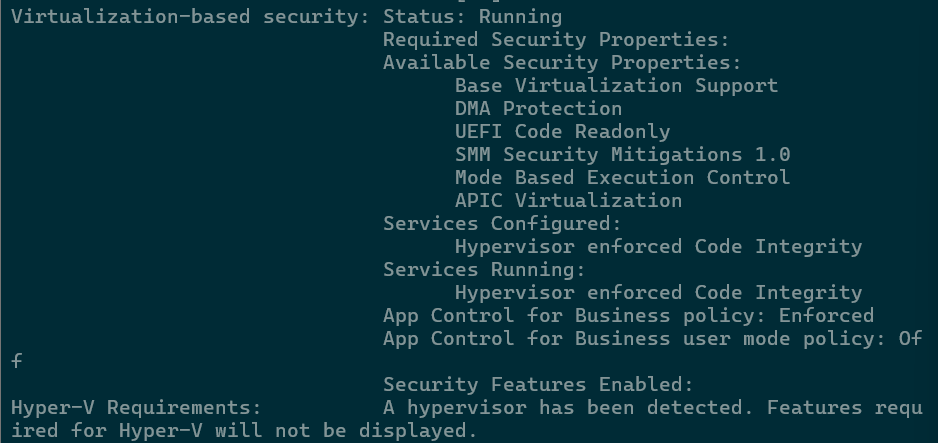 Virtualization-based security: Status: Running
Required Security Properties:
Available Security Properties:
Base Virtualization Support
DMA Protection
UEFI Code Readonly
SMM Security Mitigations 1.0
Mode Based Execution Control
APIC Virtualization
Services Configured:
Hypervisor enforced Code Integrity
Services Running:
Hypervisor enforced Code Integrity
App Control for Business policy: Enforced
App Control for Business user mode policy: Of
f
Security Features Enabled:
Hyper-V Requirements: A hypervisor has been detected. Features requ
ired for Hyper-V will not be displayed.